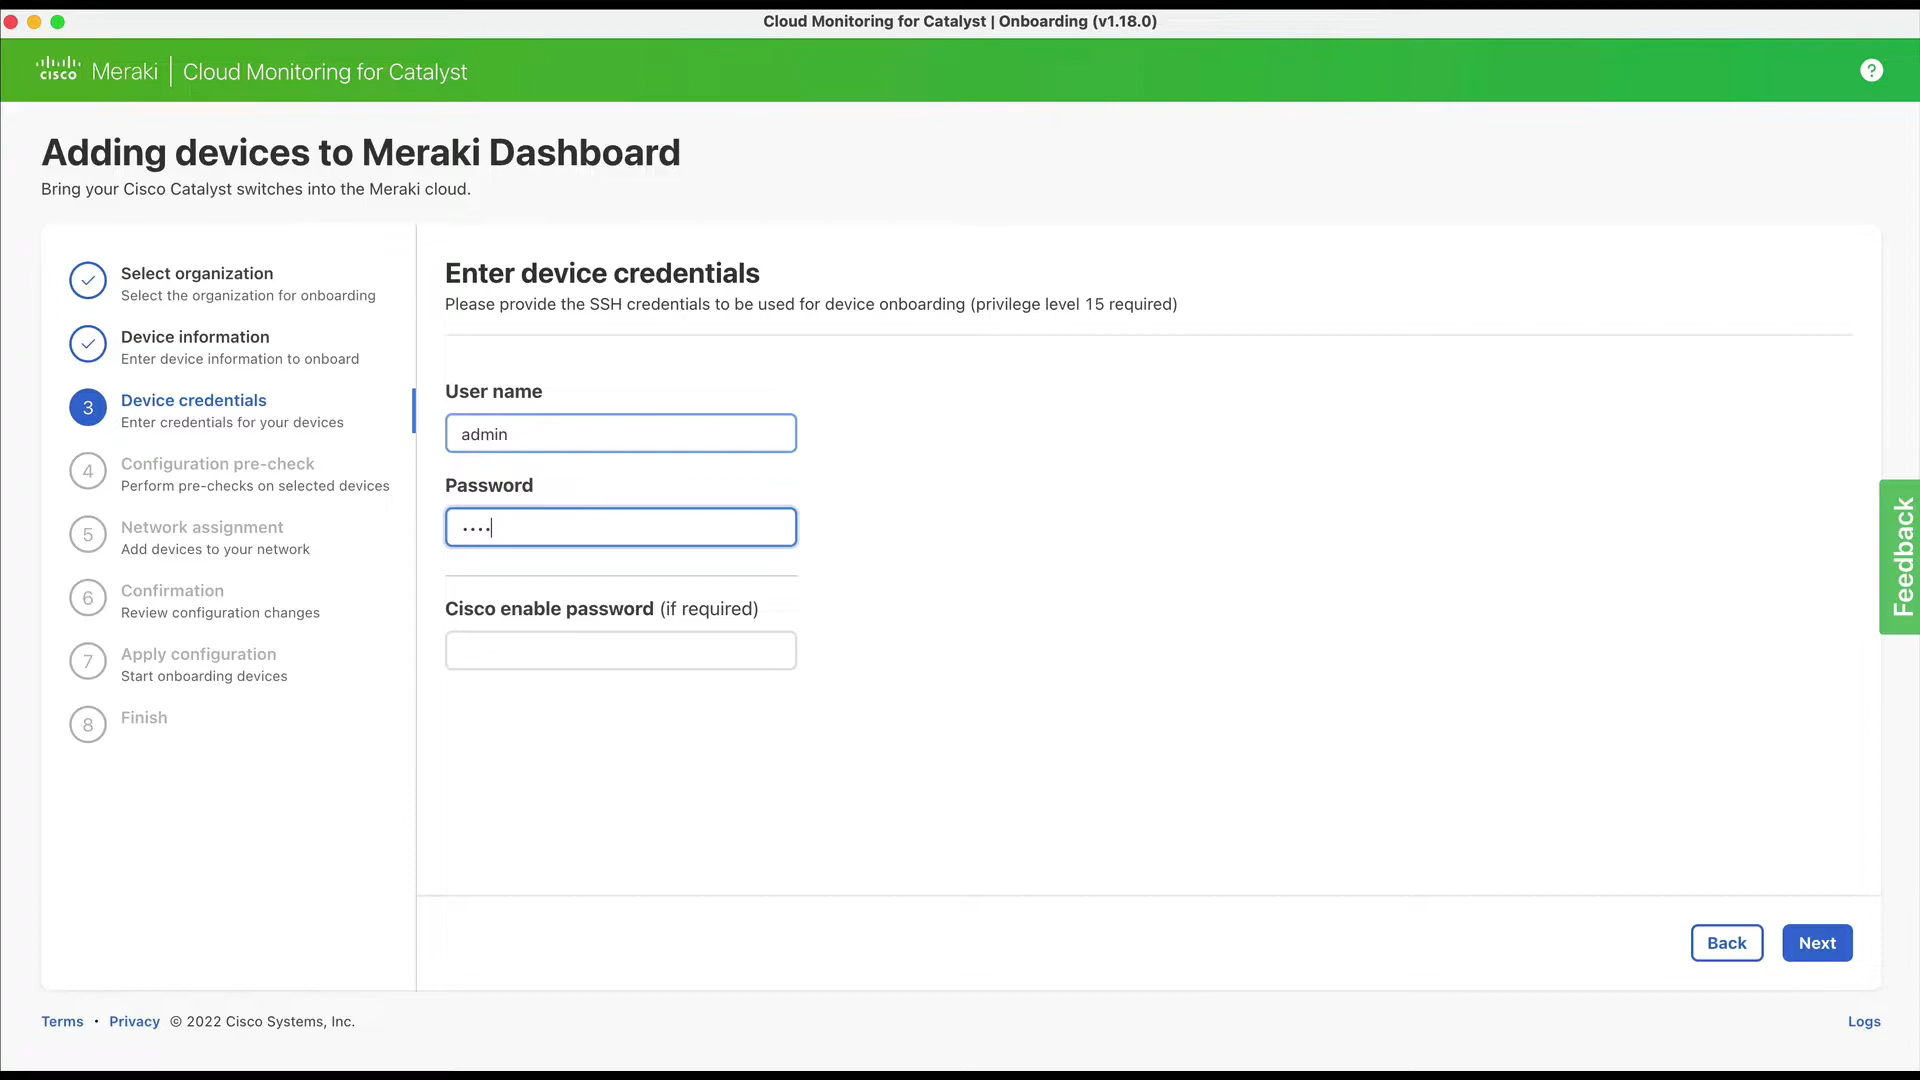 Cloud Monitoring for Catalyst | Onboarding (v1.18.0)
cisco Meraki | Cloud Monitoring for Catalyst
?
Adding devices to Meraki Dashboard
Bring your Cisco Catalyst switches into the Meraki cloud.
Select organization
Select the organization for onboarding
Device information
Enter device information to onboard
3
Device credentials
Enter credentials for your devices
4
Configuration pre-check
Perform pre-checks on selected devices
5
Network assignment
Add devices to your network
6
Confirmation
Review configuration changes
7
Apply configuration
Start onboarding devices
8
Finish
Enter device credentials
Please provide the SSH credentials to be used for device onboarding (privilege level 15 required)
User name
admin
Password
····
Cisco enable password (if required)
Feedback
Back
Next
Terms • Privacy © 2022 Cisco Systems, Inc.
Logs